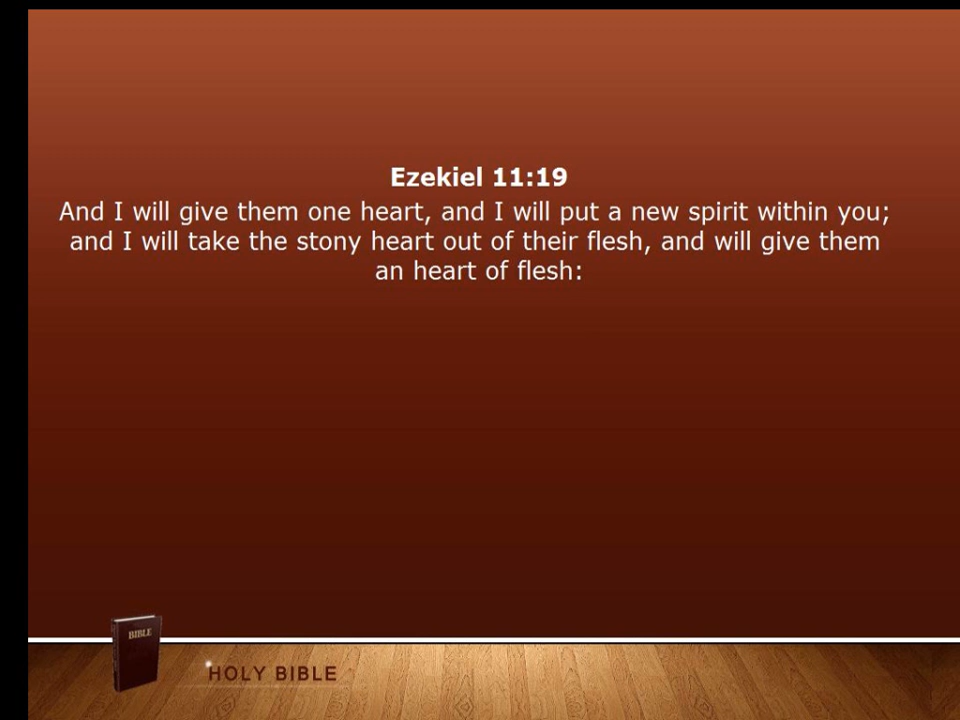 Ezekiel 11:19
And I will give them one heart, and I will put a new spirit within you;
and I will take the stony heart out of their flesh, and will give them
an heart of flesh:
BIBLE
HOLY BIBLE